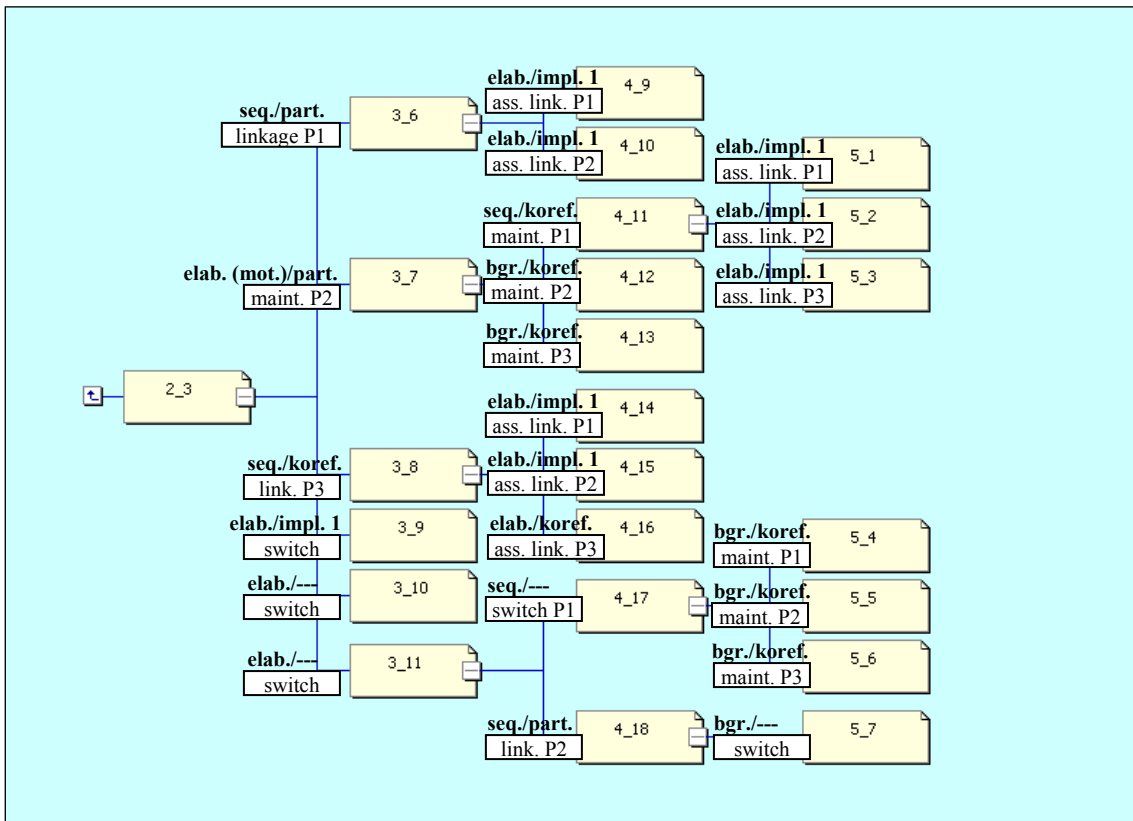 elab./impl. 1
ass. link. P1
4_9
seq./part.
linkage P1
3_6
elab./impl. 1
ass. link. P2
4_10
elab./impl. 1
ass. link. P1
5_1
seq./koref.
maint. P1
4_11
elab./impl. 1
ass. link. P2
5_2
elab. (mot.)/part.
maint. P2
3_7
bgr./koref.
maint. P2
4_12
elab./impl. 1
ass. link. P3
5_3
bgr./koref.
maint. P3
4_13
2_3
elab./impl. 1
ass. link. P1
4_14
seq./koref.
link. P3
3_8
elab./impl. 1
ass. link. P2
4_15
elab./impl. 1
switch
3_9
elab./koref.
ass. link. P3
4_16
bgr./koref.
maint. P1
5_4
elab./---
switch
3_10
seq./---
switch P1
4_17
bgr./koref.
maint. P2
5_5
elab./---
switch
3_11
bgr./koref.
maint. P3
5_6
seq./part.
link. P2
4_18
bgr./---
switch
5_7